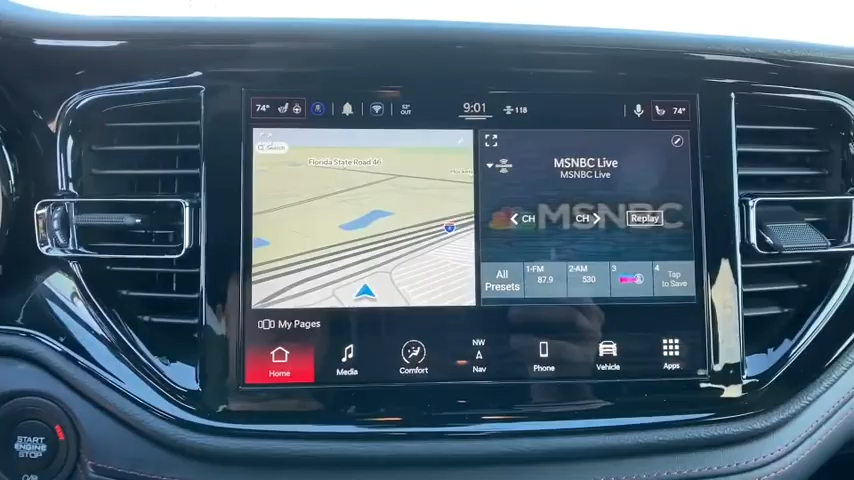 74°
52°
OUT
9:01
118
74°
Search
Florida State Road 46
MSNBC Live
MSNBC Live
CH
CH
Replay
MSNBC
All
Presets
1-FM
87.9
2-AM
530
3
4
Tap
to Save
My Pages
Home
Media
Comfort
NW
Nav
Phone
Vehicle
Apps
START
ENGINE
STOP